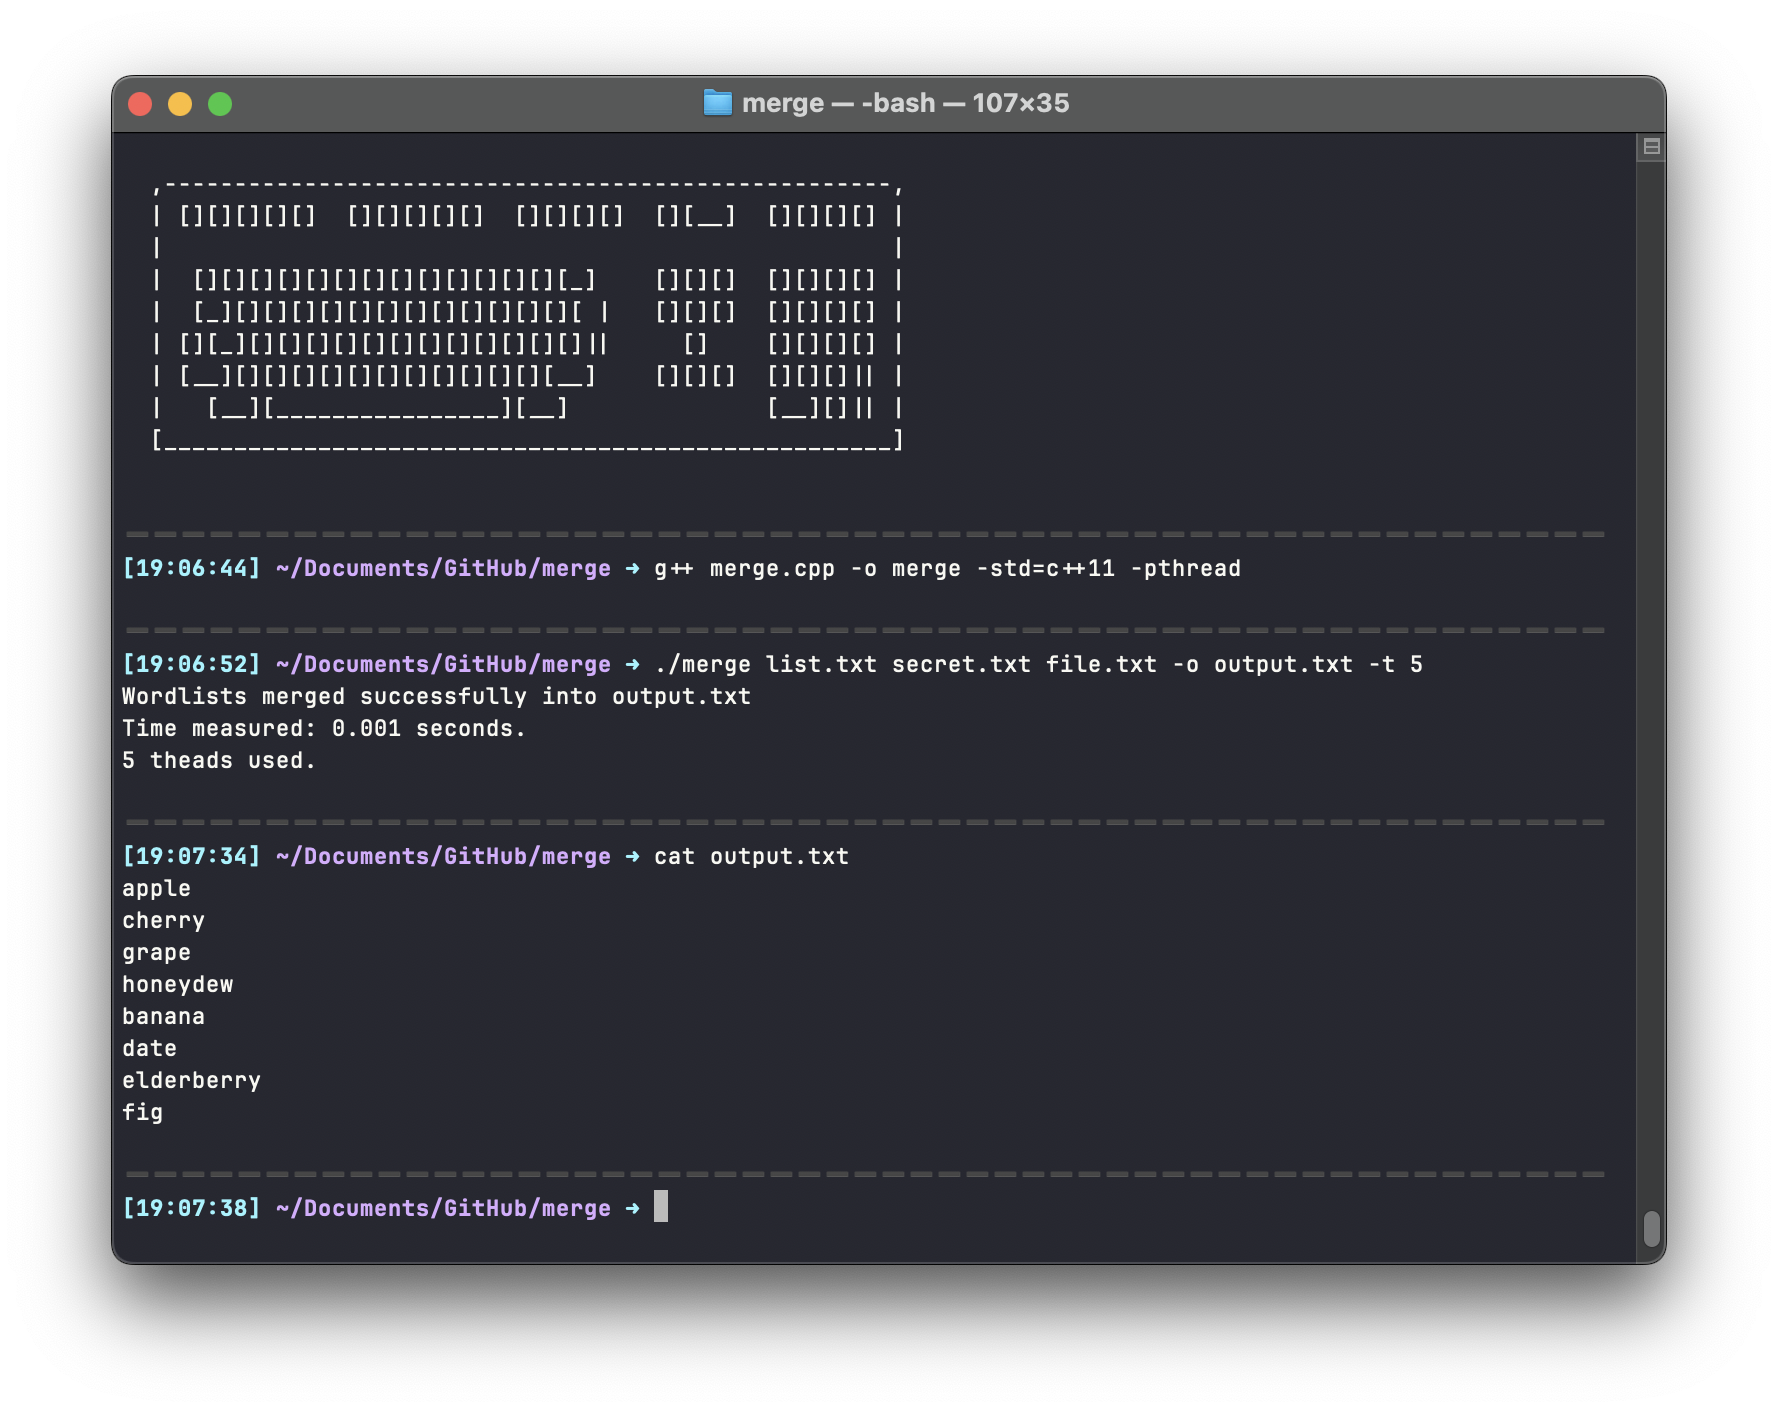 merge — -bash — 107×35
,----------------------------------------------------,
| [][][][][]  [][][][][]  [][][][]  [][__]  [][][][] |
|                                                    |
|  [][][][][][][][][][][][][][_]    [][][]  [][][][] |
|  [_][][][][][][][][][][][][][ |   [][][]  [][][][] |
| [][_][][][][][][][][][][][][]||     []    [][][][] |
| [__][][][][][][][][][][][][__]    [][][]  [][][]|| |
|   [__][________________][__]              [__][]|| |
[____________________________________________________]
[19:06:44] ~/Documents/GitHub/merge ➜ g++ merge.cpp -o merge -std=c++11 -pthread
[19:06:52] ~/Documents/GitHub/merge ➜ ./merge list.txt secret.txt file.txt -o output.txt -t 5
Wordlists merged successfully into output.txt
Time measured: 0.001 seconds.
5 theads used.
[19:07:34] ~/Documents/GitHub/merge ➜ cat output.txt
apple
cherry
grape
honeydew
banana
date
elderberry
fig
[19:07:38] ~/Documents/GitHub/merge ➜